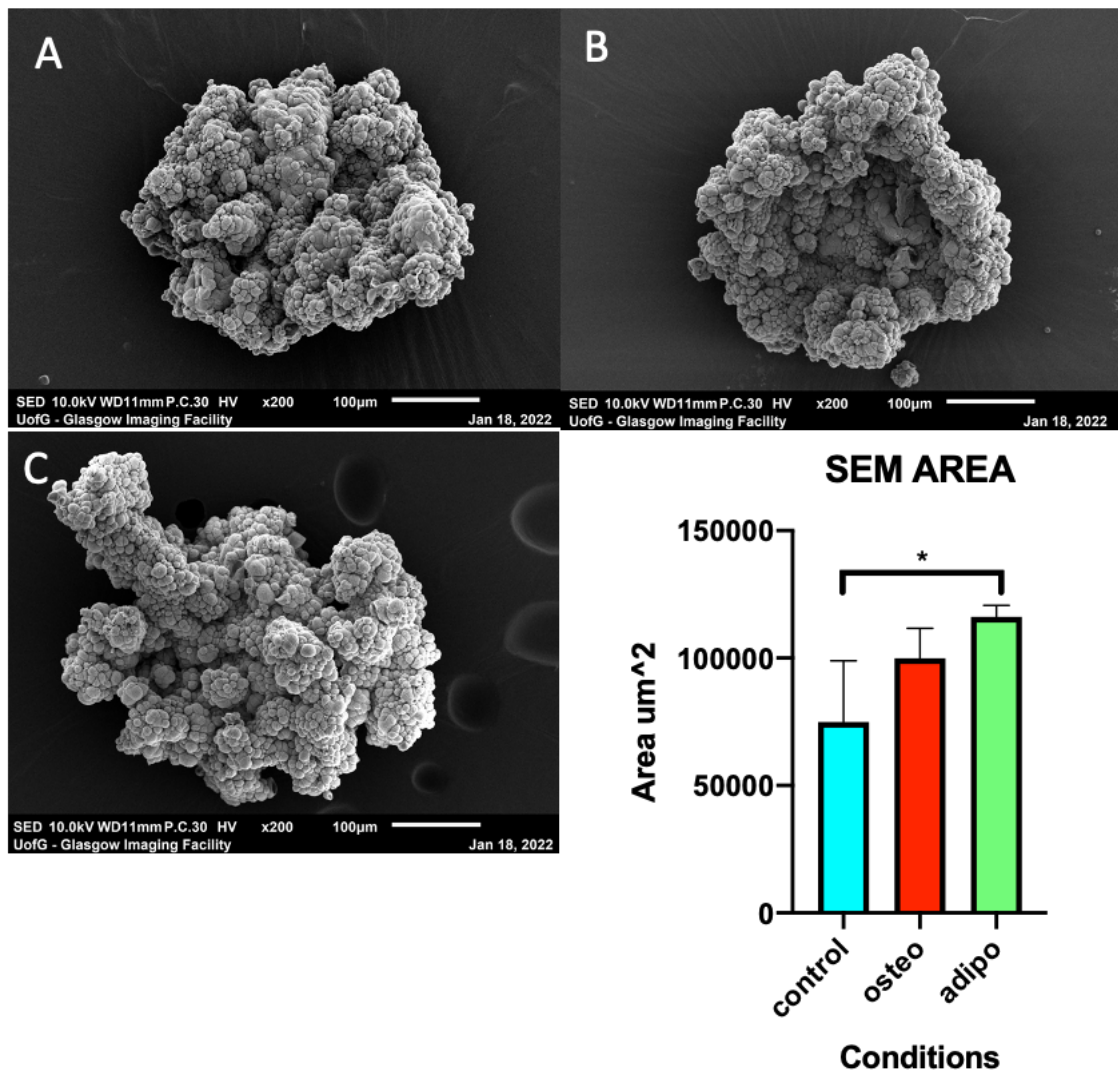 A
SED 10.0kV WD11mm P.C.30 HV x200 100µm
UofG - Glasgow Imaging Facility Jan 18, 2022
B
SED 10.0kV WD11mm P.C.30 HV x200 100µm
UofG - Glasgow Imaging Facility Jan 18, 2022
C
SED 10.0kV WD11mm P.C.30 HV x200 100µm
UofG - Glasgow Imaging Facility Jan 18, 2022
SEM AREA
150000
*
100000
Area um^2
50000
0
control
osteo
adipo
Conditions